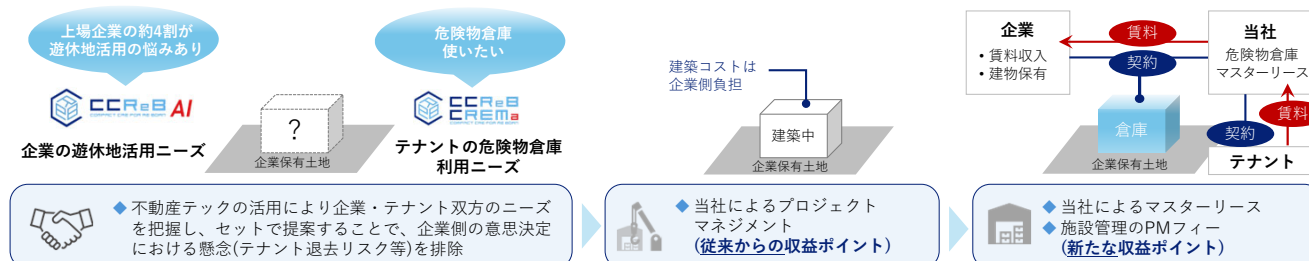 上場企業の約4割が
遊休地活用の悩みあり
CCReB AI
企業の遊休地活用ニーズ
?
企業保有土地
危険物倉庫
使いたい
CCReB
CREMa
テナントの危険物倉庫
利用ニーズ
◆ 不動産テックの活用により企業・テナント双方のニーズ
を把握し、セットで提案することで、企業側の意思決定
における懸念(テナント退去リスク等)を排除
建築コストは
企業側負担
建築中
企業保有土地
◆ 当社によるプロジェクト
マネジメント
(従来からの収益ポイント)
企業
• 賃料収入
• 建物保有
賃料
契約
当社
危険物倉庫
マスターリース
倉庫
企業保有土地
契約
賃料
テナント
◆ 当社によるマスターリース
◆ 施設管理のPMフィー
(新たな収益ポイント)